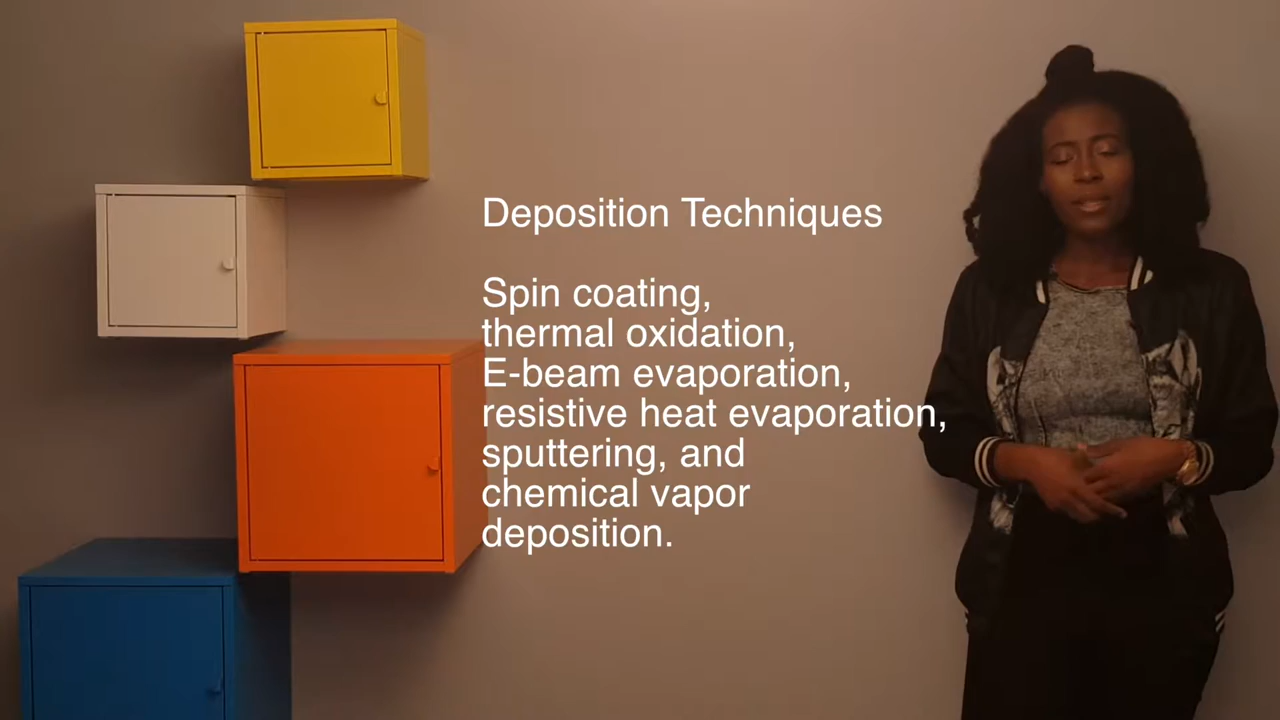 Deposition Techniques
Spin coating,
thermal oxidation,
E-beam evaporation,
resistive heat evaporation,
sputtering, and
chemical vapor
deposition.